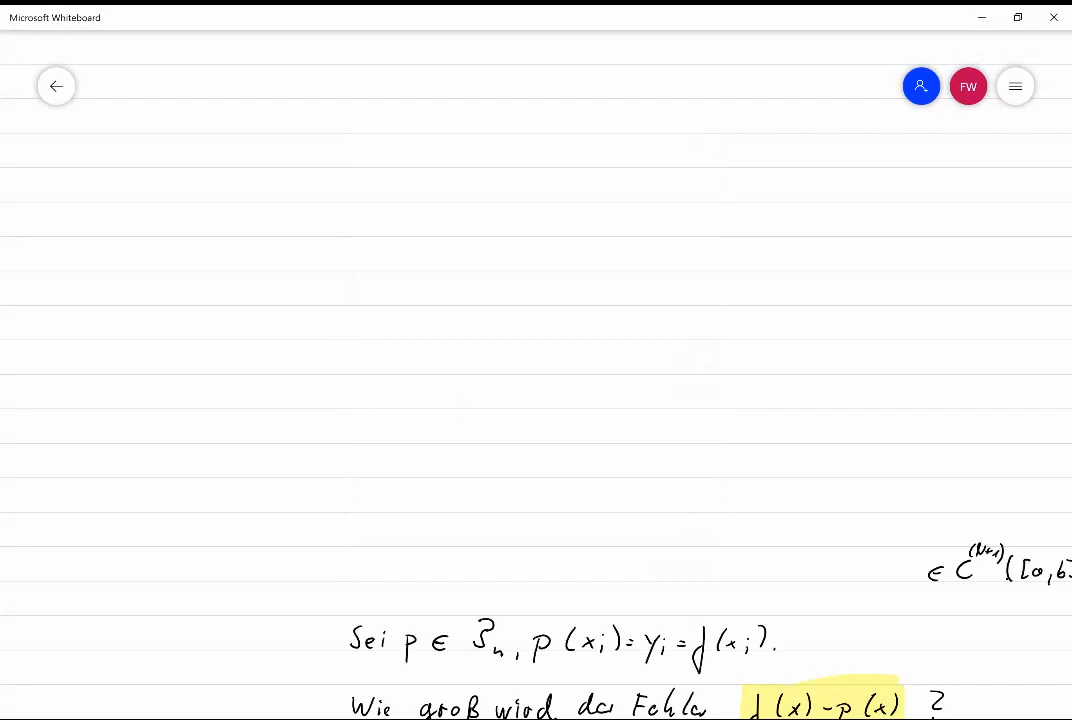 Microsoft Whiteboard
FW
∈ C^(N+1)([a,b]
Sei p ∈ P_n, p(x_i) = y_i = f(x_i).
Wie groß wird der Fehler f(x) - p(x) ?